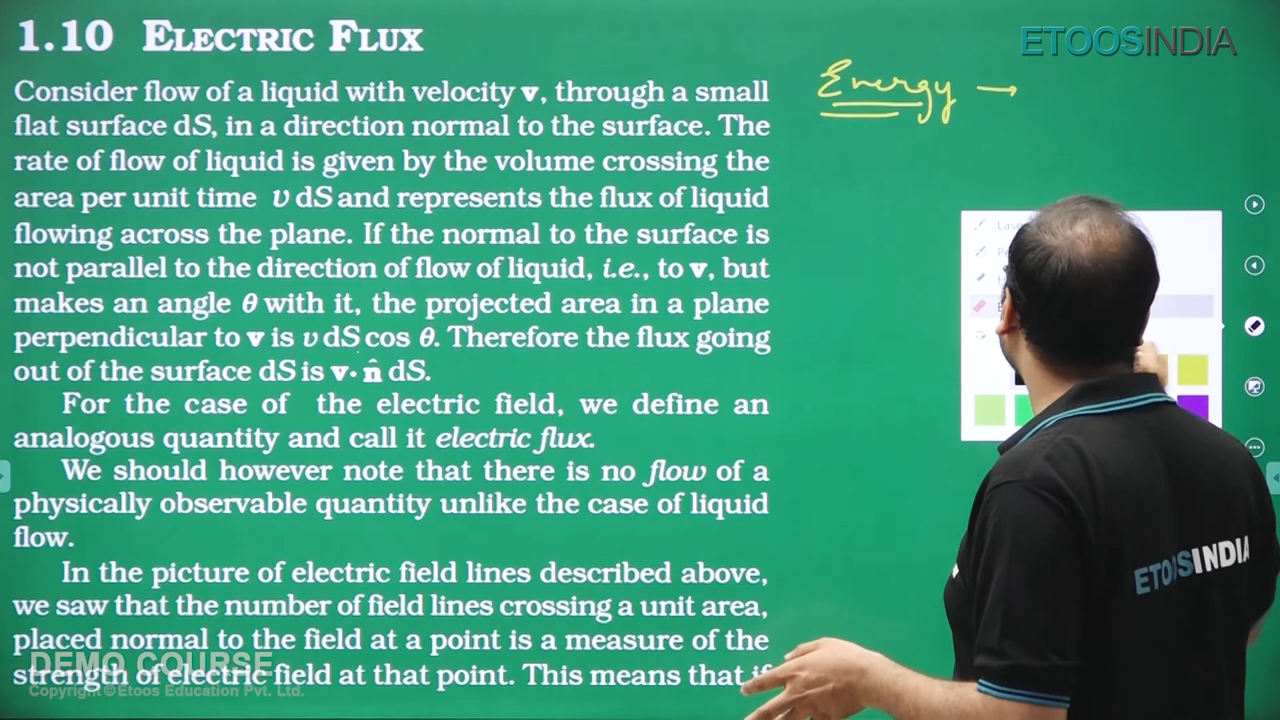 1.10 ELECTRIC FLUX
ETOOSINDIA
Energy →
Consider flow of a liquid with velocity v, through a small
flat surface dS, in a direction normal to the surface. The
rate of flow of liquid is given by the volume crossing the
area per unit time υ dS and represents the flux of liquid
flowing across the plane. If the normal to the surface is
not parallel to the direction of flow of liquid, i.e., to v, but
makes an angle θ with it, the projected area in a plane
perpendicular to v is υ dS cos θ. Therefore the flux going
out of the surface dS is v. n̂ dS.
For the case of the electric field, we define an
analogous quantity and call it electric flux.
We should however note that there is no flow of a
physically observable quantity unlike the case of liquid
flow.
In the picture of electric field lines described above,
we saw that the number of field lines crossing a unit area,
placed normal to the field at a point is a measure of the
strength of electric field at that point. This means that if
DEMO COURSE
Copyright © Etoos Education Pvt. Ltd.
ETOOSINDIA